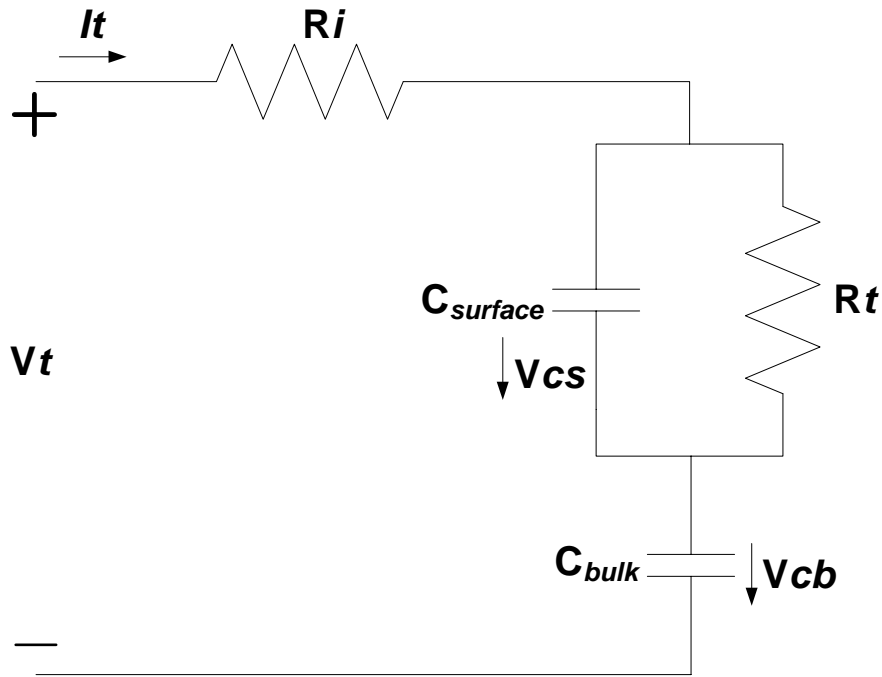 It
Ri
+
Csurface
Rt
Vt
Vcs
Cbulk
Vcb
—